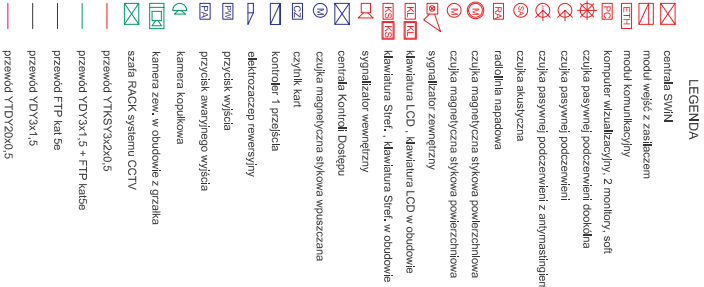 LEGENDA
centrala SWiN
moduł wejść z zasilaczem
ETH moduł komunikacyjny
PC komputer wizualizacyjny, 2 monitory, soft
czujka pasywnej podczerwieni dookólna
czujka pasywnej podczerwieni
czujka pasywnej podczerwieni z antymastingiem
SA czujka akustyczna
RA radiolinia napadowa
M czujka magnetyczna stykowa powierzchniowa
M czujka magnetyczna stykowa powierzchniowa
sygnalizator zewnętrzny
KL KL klawiatura LCD , klawiatura LCD w obudowie
KS KS klawiatura Stref. , klawiatura Stref. w obudowie
sygnalizator wewnętrzny
centrala Kontroli Dostępu
M czujka magnetyczna stykowa wpuszczana
CZ czytnik kart
kontroler 1 przejścia
elektrozaczep rewersyjny
PW przycisk wyjścia
PA przycisk awaryjnego wyjścia
kamera kopułkowa
kamera zew. w obudowie z grzałka
szafa RACK systemu CCTV
przewód YTKSY3x2x0,5
przewód YDY3x1,5 + FTP kat5e
przewód FTP kat 5e
przewód YDY3x1,5
przewód YTDY20x0,5